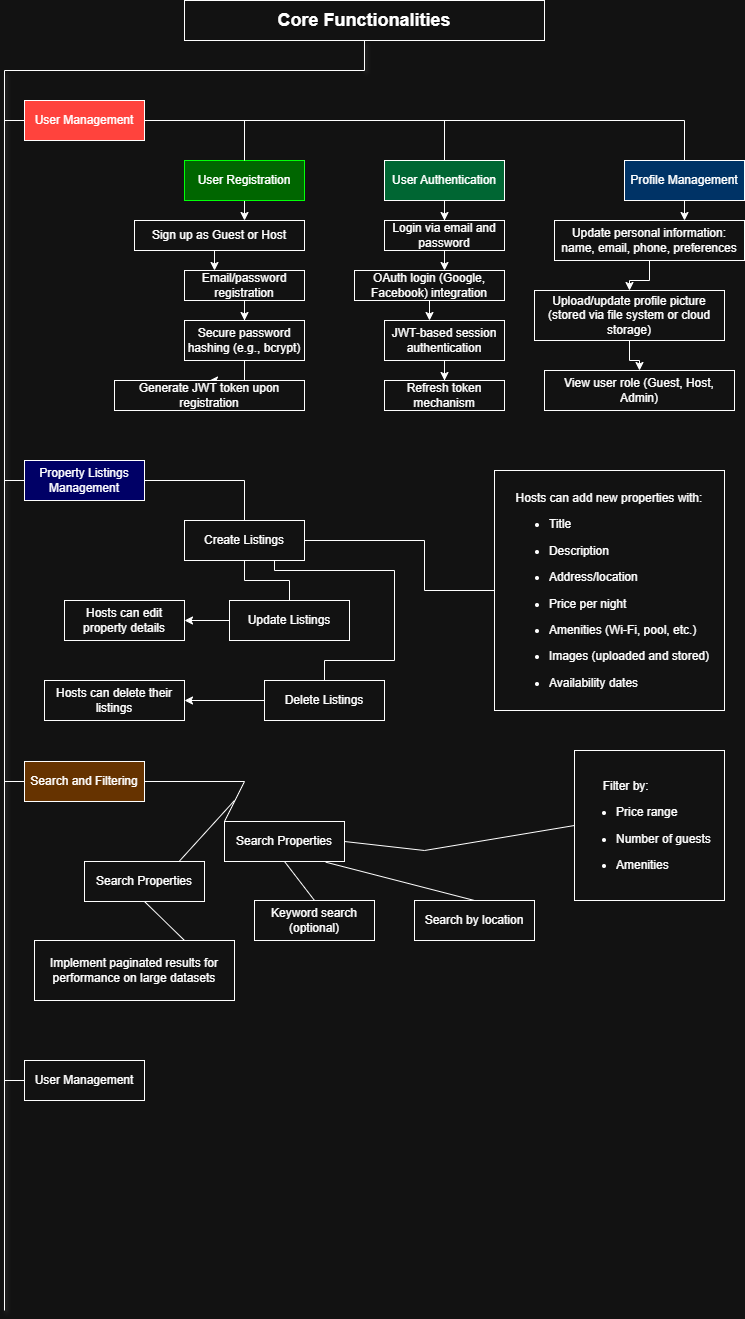 Core Functionalities
User Management
User Registration
User Authentication
Profile Management
Sign up as Guest or Host
Email/password
registration
Secure password
hashing (e.g., bcrypt)
Generate JWT token upon
registration
Login via email and
password
OAuth login (Google,
Facebook) integration
JWT-based session
authentication
Refresh token
mechanism
Update personal information:
name, email, phone, preferences
Upload/update profile picture
(stored via file system or cloud
storage)
View user role (Guest, Host,
Admin)
Property Listings
Management
Create Listings
Update Listings
Hosts can edit
property details
Delete Listings
Hosts can delete their
listings
Hosts can add new properties with:
• Title
• Description
• Address/location
• Price per night
• Amenities (Wi-Fi, pool, etc.)
• Images (uploaded and stored)
• Availability dates
Search and Filtering
Search Properties
Search Properties
Keyword search
(optional)
Search by location
Filter by:
• Price range
• Number of guests
• Amenities
Implement paginated results for
performance on large datasets
User Management